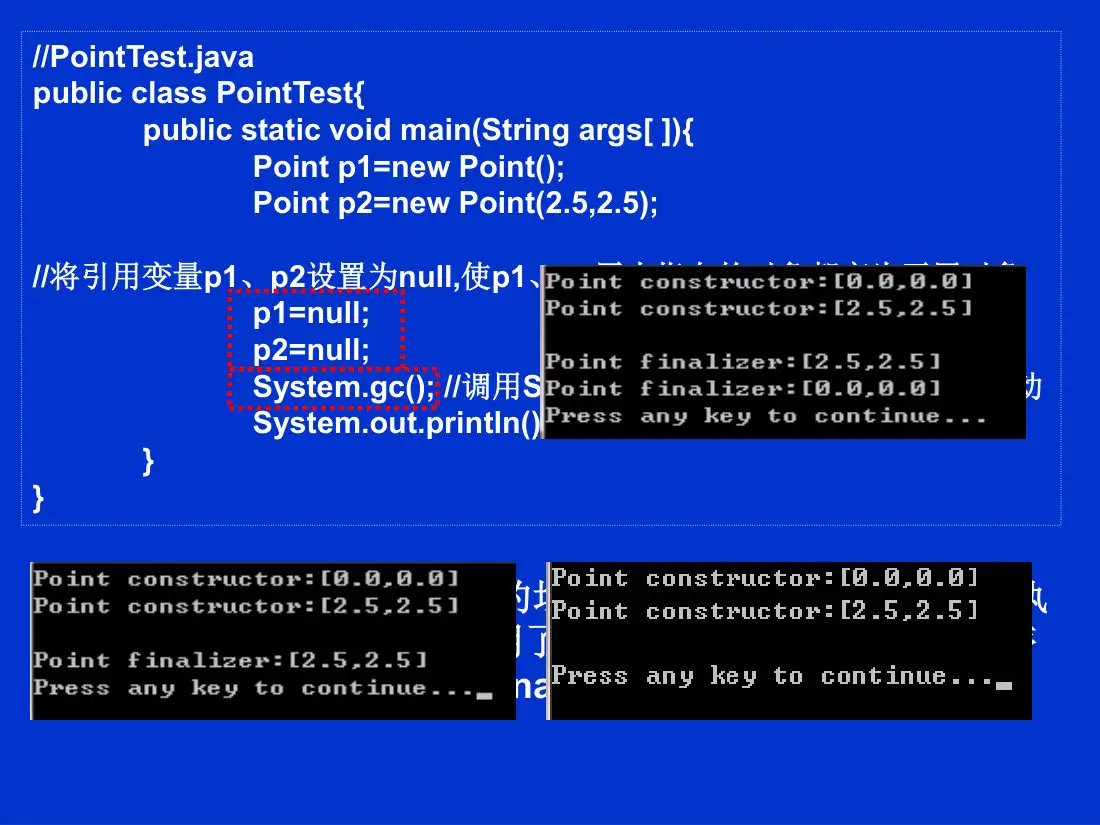 //PointTest.java
public class PointTest{
public static void main(String args[ ]){
Point p1=new Point();
Point p2=new Point(2.5,2.5);
//将引用变量p1、p2设置为null,使p1、
p1=null;
p2=null;
System.gc(); //调用S 动
System.out.println()
}
}
Point constructor:[0.0,0.0]
Point constructor:[2.5,2.5]
Point finalizer:[2.5,2.5]
Point finalizer:[0.0,0.0]
Press any key to continue...
Point constructor:[0.0,0.0]
Point constructor:[2.5,2.5]
Point finalizer:[2.5,2.5]
Press any key to continue..._
的
了
na
Point constructor:[0.0,0.0]
Point constructor:[2.5,2.5]
Press any key to continue..._